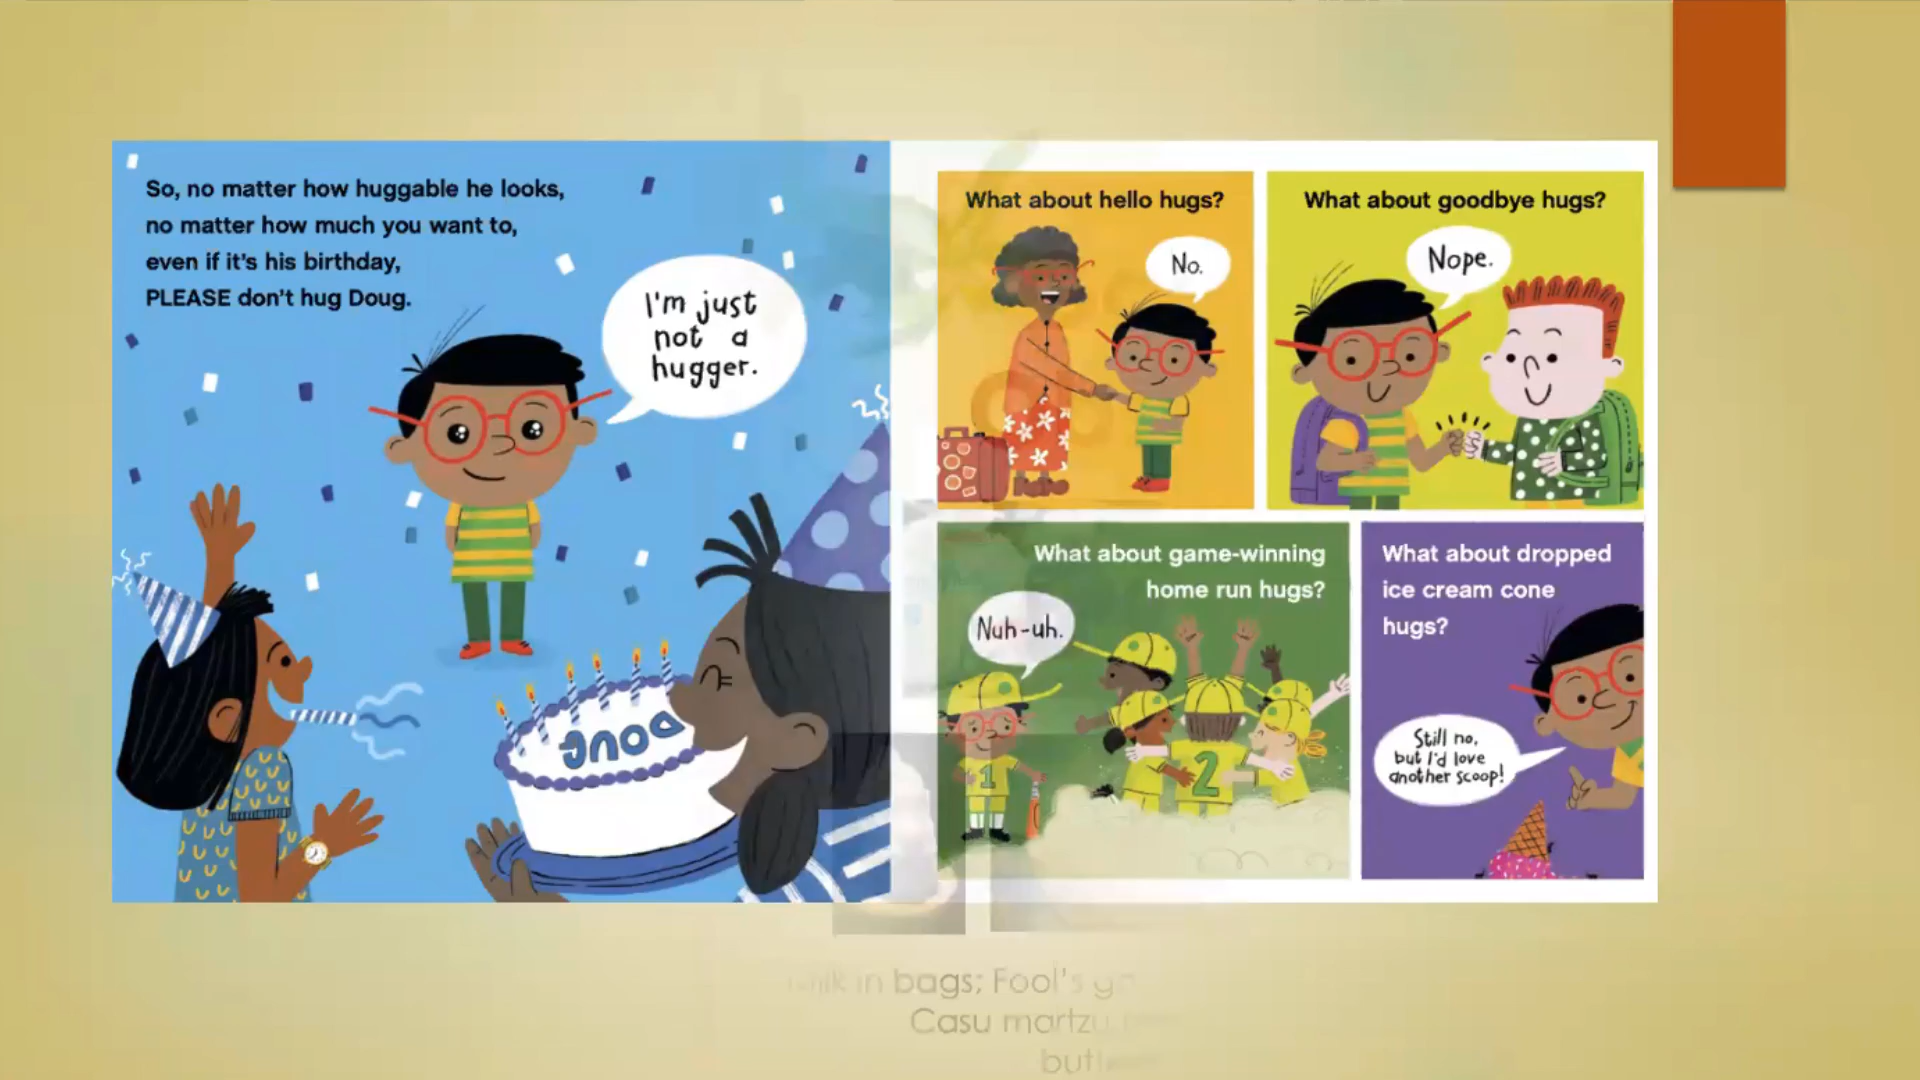 So, no matter how huggable he looks,
no matter how much you want to,
even if it's his birthday,
PLEASE don't hug Doug.
I'm just
not a
hugger.
DOUG
What about hello hugs?
No.
What about goodbye hugs?
Nope.
What about game-winning
home run hugs?
Nuh-uh.
1
2
What about dropped
ice cream cone
hugs?
Still no,
but I'd love
another scoop!
in bags; Fool's
Casu martzu